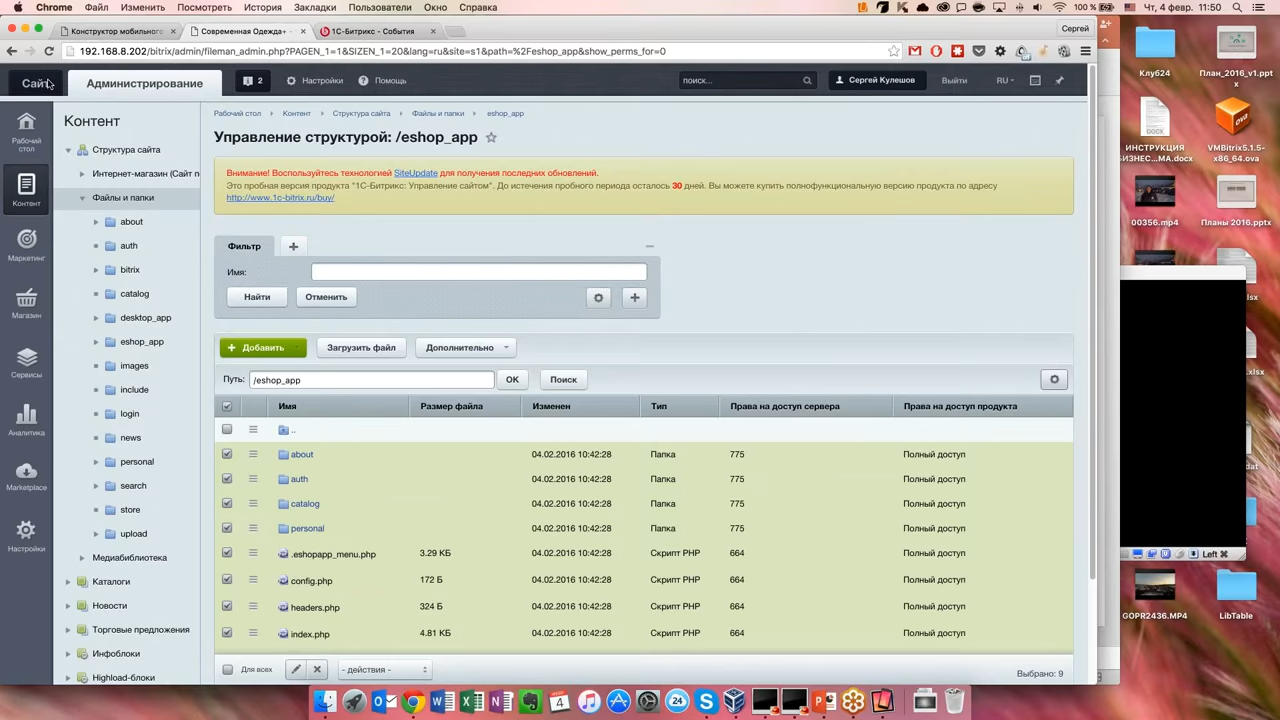 Chrome Файл Изменить Посмотреть История Закладки Пользователи Окно Справка
100 % Чт, 4 февр. 11:50
Конструктор мобильного
Современная Одежда+
1С-Битрикс - События
Сергей
192.168.8.202/bitrix/admin/fileman_admin.php?PAGEN_1=1&SIZEN_1=20&lang=ru&site=s1&path=%2Feshop_app&show_perms_for=0
Сайт
Администрирование
2
Настройки
Помощь
поиск...
Сергей Кулешов
Выйти
RU
Рабочий стол
Контент
Маркетинг
Магазин
Сервисы
Аналитика
Marketplace
Настройки
Контент
Структура сайта
Интернет-магазин (Сайт п
Файлы и папки
about
auth
bitrix
catalog
desktop_app
eshop_app
images
include
login
news
personal
search
store
upload
Медиабиблиотека
Каталоги
Новости
Торговые предложения
Инфоблоки
Highload-блоки
Рабочий стол Контент Структура сайта Файлы и папки eshop_app
Управление структурой: /eshop_app
Внимание! Воспользуйтесь технологией SiteUpdate для получения последних обновлений.
Это пробная версия продукта "1С-Битрикс: Управление сайтом". До истечения пробного периода осталось 30 дней. Вы можете купить полнофункциональную версию продукта по адресу
http://www.1c-bitrix.ru/buy/
Фильтр
Имя:
Найти
Отменить
Добавить
Загрузить файл
Дополнительно
Путь: /eshop_app OK Поиск
Имя Размер файла Изменен Тип Права на доступ сервера Права на доступ продукта
..
about 04.02.2016 10:42:28 Папка 775 Полный доступ
auth 04.02.2016 10:42:28 Папка 775 Полный доступ
catalog 04.02.2016 10:42:28 Папка 775 Полный доступ
personal 04.02.2016 10:42:28 Папка 775 Полный доступ
.eshopapp_menu.php 3.29 КБ 04.02.2016 10:42:28 Скрипт PHP 664 Полный доступ
config.php 172 Б 04.02.2016 10:42:28 Скрипт PHP 664 Полный доступ
headers.php 324 Б 04.02.2016 10:42:28 Скрипт PHP 664 Полный доступ
index.php 4.81 КБ 04.02.2016 10:42:28 Скрипт PHP 664 Полный доступ
Для всех
- действия -
Выбрано: 9
Клуб24
План_2016_v1.ppt
x
DOCX
ИНСТРУКЦИЯ
БИЗНЕС...MA.docx
ova
VMBitrix5.1.5-
x86_64.ova
00356.mp4
Планы 2016.pptx
lsx
.xlsx
dat
Left ⌘
GOPR2436.MP4
LibTable
4
24